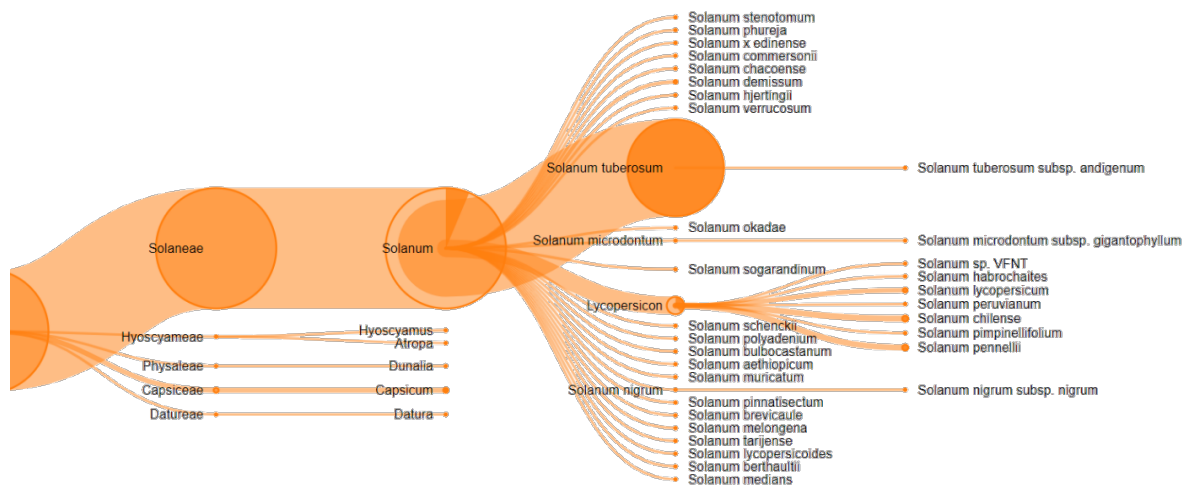 Solanum stenotomum
Solanum phureja
Solanum x edinense
Solanum commersonii
Solanum chacoense
Solanum demissum
Solanum hjertingii
Solanum verrucosum
Solanum tuberosum
Solanum tuberosum subsp. andigenum
Solanum okadae
Solanum microdontum
Solanum microdontum subsp. gigantophyllum
Solaneae
Solanum
Solanum sogarandinum
Solanum sp. VFNT
Solanum habrochaites
Solanum lycopersicum
Solanum peruvianum
Solanum chilense
Solanum pimpinellifolium
Solanum pennellii
Lycopersicon
Solanum schenckii
Solanum polyadenium
Solanum bulbocastanum
Solanum aethiopicum
Solanum muricatum
Solanum nigrum
Solanum nigrum subsp. nigrum
Solanum pinnatisectum
Solanum brevicaule
Solanum melongena
Solanum tarijense
Solanum lycopersicoides
Solanum berthaultii
Solanum medians
Hyoscyameae
Hyoscyamus
Atropa
Physaleae
Dunalia
Capsiceae
Capsicum
Datureae
Datura